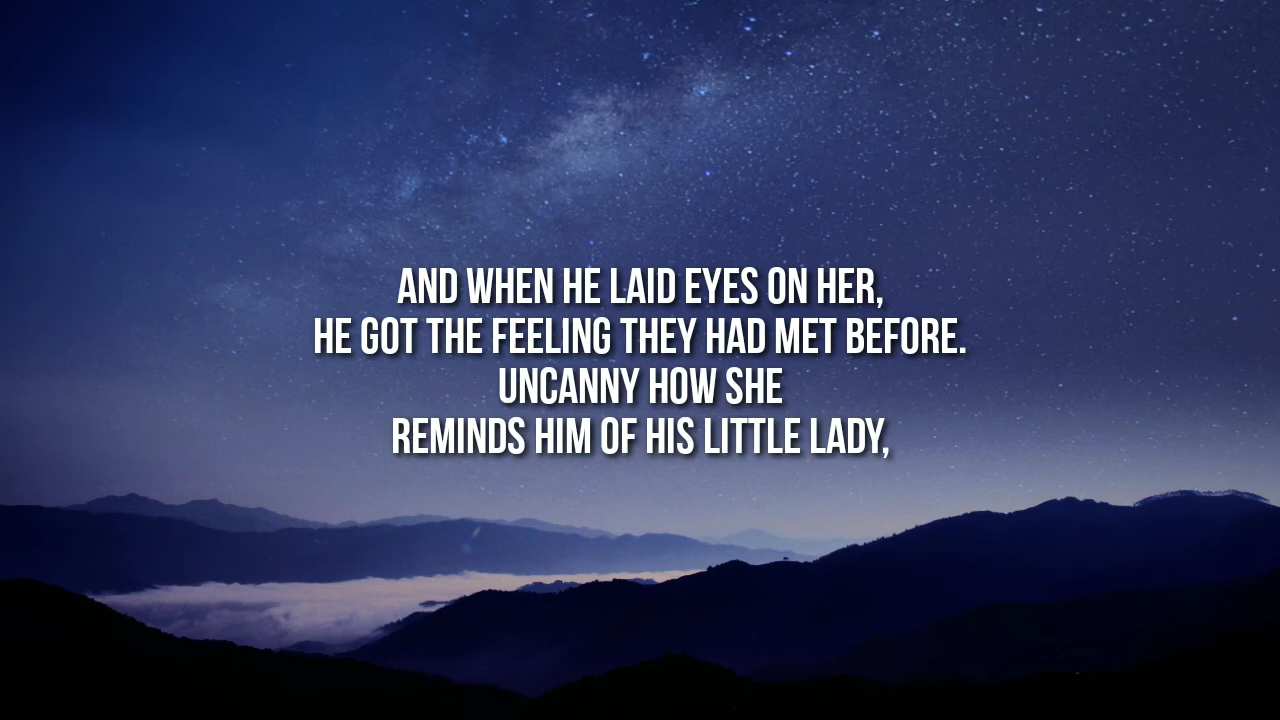 AND WHEN HE LAID EYES ON HER,
HE GOT THE FEELING THEY HAD MET BEFORE.
UNCANNY HOW SHE
REMINDS HIM OF HIS LITTLE LADY,